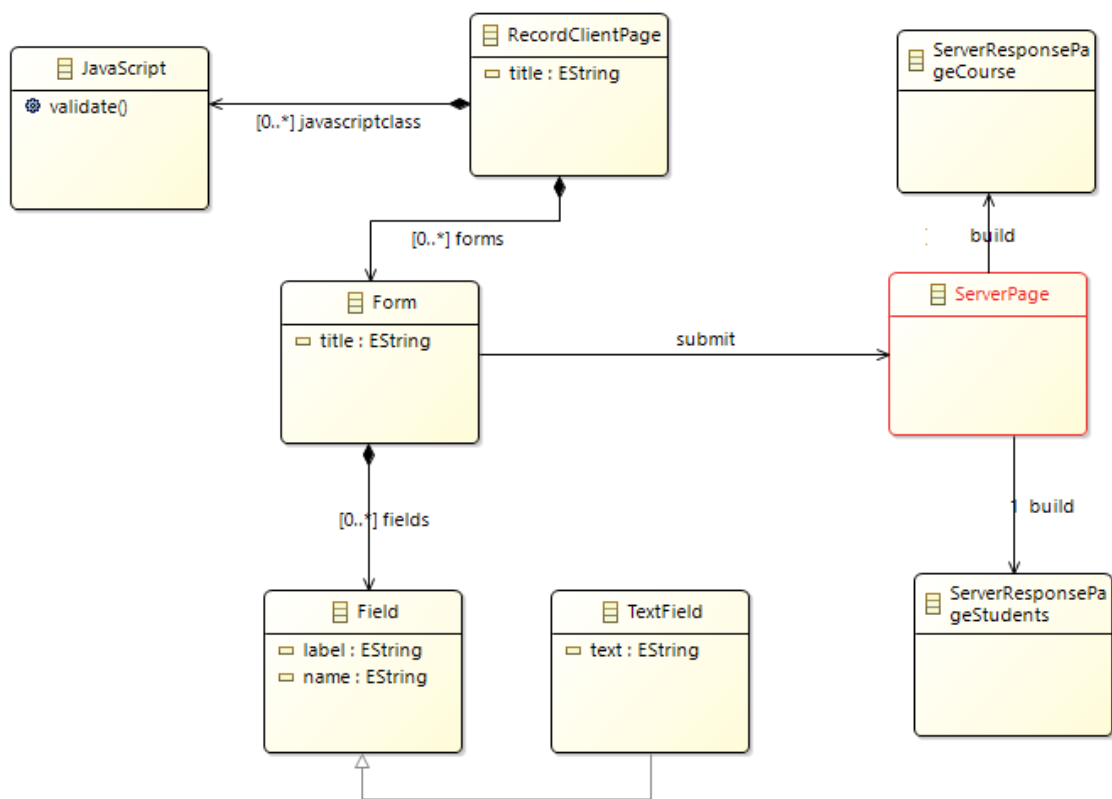 RecordClientPage
title : EString
JavaScript
validate()
[0..*] javascriptclass
ServerResponsePa
geCourse
[0..*] forms
build
Form
title : EString
submit
ServerPage
[0..*] fields
1 build
Field
label : EString
name : EString
TextField
text : EString
ServerResponsePa
geStudents